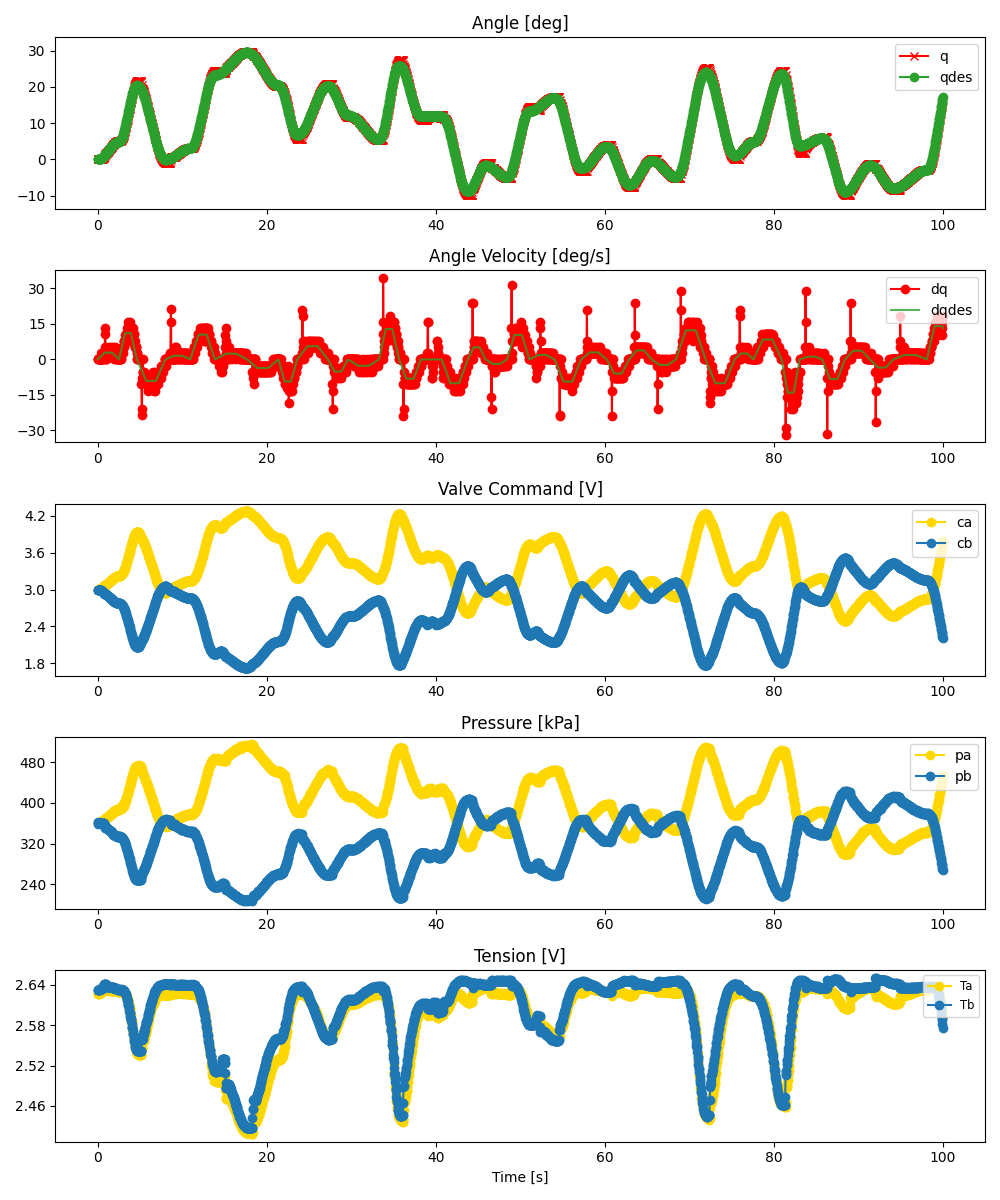 Angle [deg]
30
20
10
0
−10
q
qdes
0 20 40 60 80 100
Angle Velocity [deg/s]
30
15
0
−15
−30
dq
dqdes
0 20 40 60 80 100
Valve Command [V]
4.2
3.6
3.0
2.4
1.8
ca
cb
0 20 40 60 80 100
Pressure [kPa]
480
400
320
240
pa
pb
0 20 40 60 80 100
Tension [V]
2.64
2.58
2.52
2.46
Ta
Tb
0 20 40 60 80 100
Time [s]